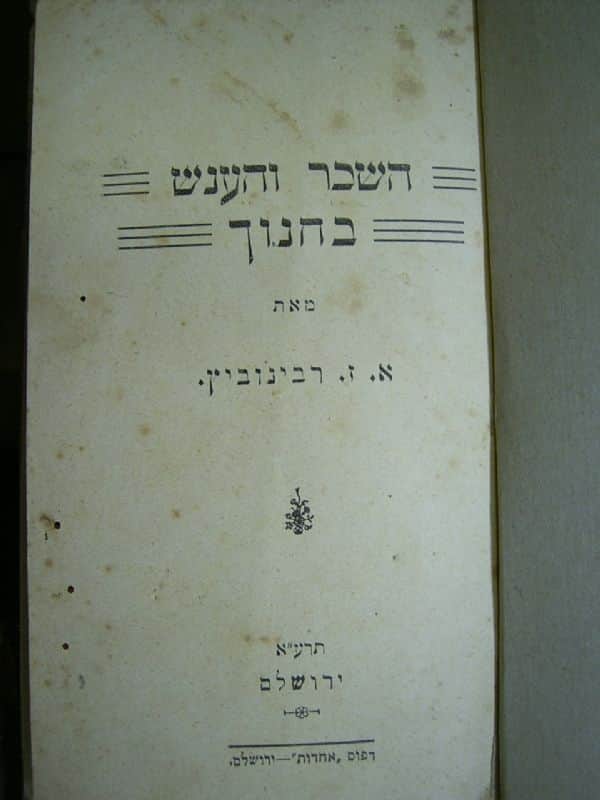 השכר והענש
בחנוך
מאת
א. ז. רבינוביץ.
תרע״א
ירושלם
דפוס ‚אחדות'—ירושלם.